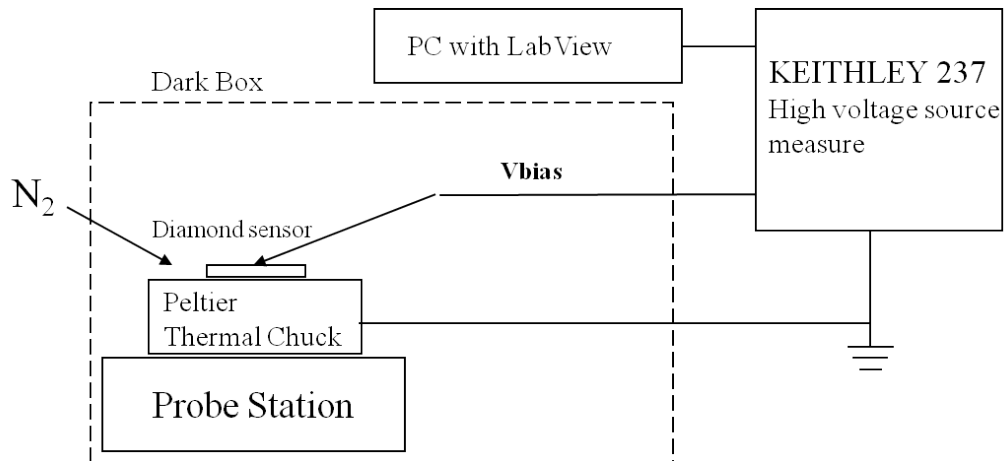 PC with LabView
KEITHLEY 237
High voltage source
measure
Dark Box
Vbias
N2
Diamond sensor
Peltier
Thermal Chuck
Probe Station